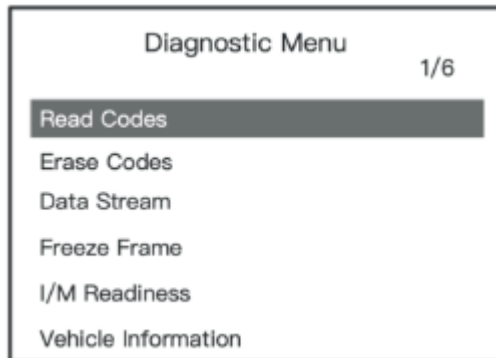 Diagnostic Menu
1/6
Read Codes
Erase Codes
Data Stream
Freeze Frame
I/M Readiness
Vehicle Information